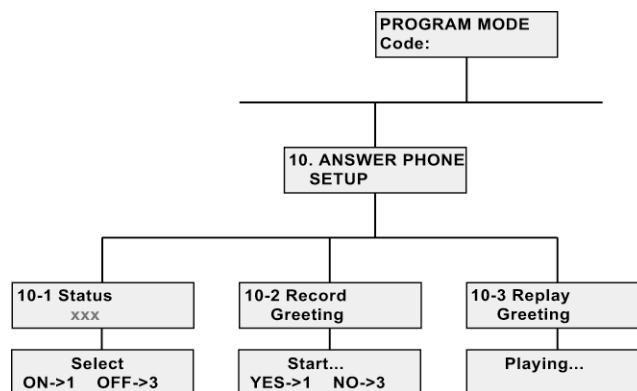 PROGRAM MODE
Code:
10. ANSWER PHONE
SETUP
10-1 Status
xxx
10-2 Record
Greeting
10-3 Replay
Greeting
Select
ON->1 OFF->3
Start...
YES->1 NO->3
Playing...